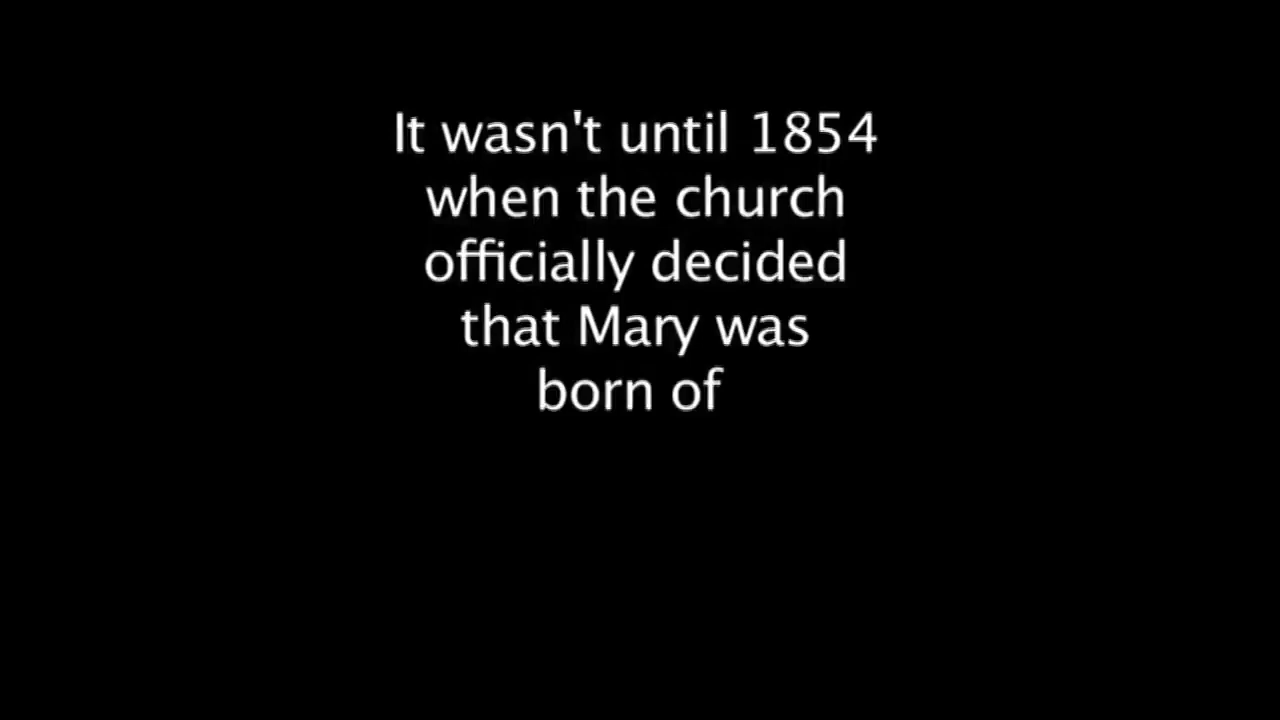 It wasn't until 1854
when the church
officially decided
that Mary was
born of